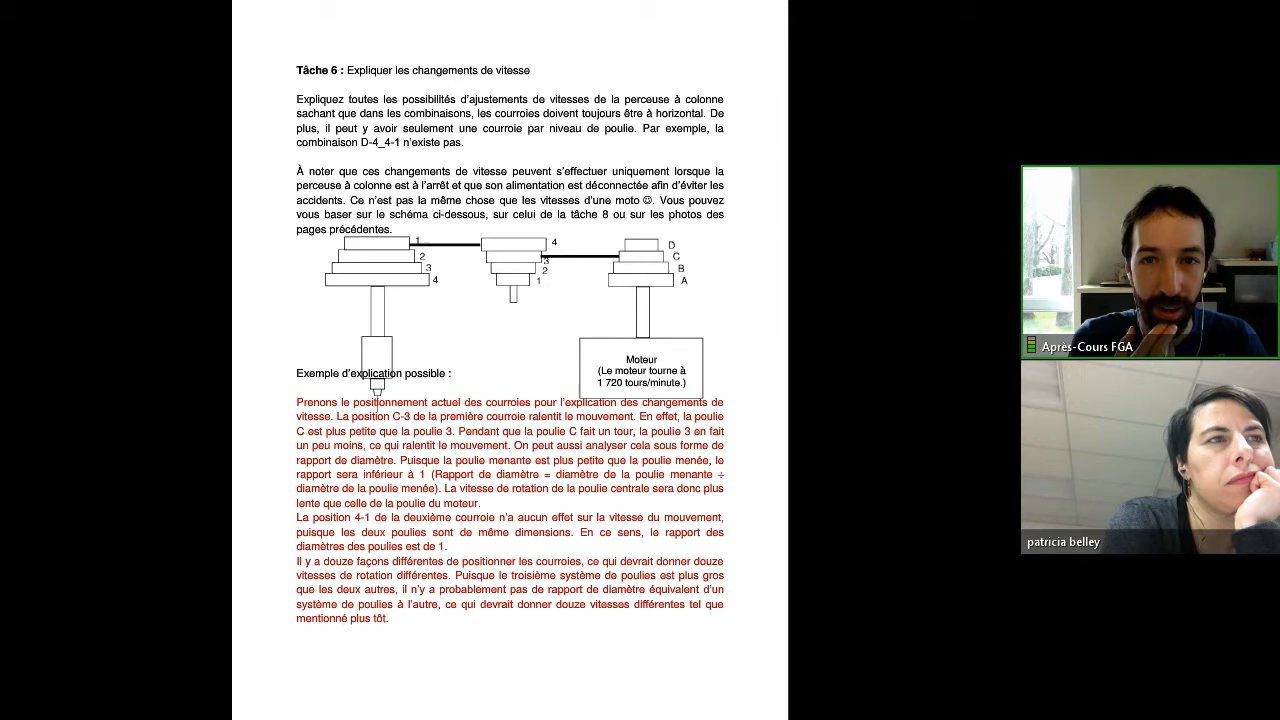 Tâche 6 : Expliquer les changements de vitesse
Expliquez toutes les possibilités d’ajustements de vitesses de la perceuse à colonne
sachant que dans les combinaisons, les courroies doivent toujours être à horizontal. De
plus, il peut y avoir seulement une courroie par niveau de poulie. Par exemple, la
combinaison D-4_4-1 n’existe pas.
À noter que ces changements de vitesse peuvent s’effectuer uniquement lorsque la
perceuse à colonne est à l’arrêt et que son alimentation est déconnectée afin d’éviter les
accidents. Ce n’est pas la même chose que les vitesses d’une moto ☺. Vous pouvez
vous baser sur le schéma ci-dessous, sur celui de la tâche 8 ou sur les photos des
pages précédentes.
1
2
3
4
4
3
2
1
D
C
B
A
Moteur
(Le moteur tourne à
1 720 tours/minute.)
Exemple d’explication possible :
Prenons le positionnement actuel des courroies pour l’explication des changements de
vitesse. La position C-3 de la première courroie ralentit le mouvement. En effet, la poulie
C est plus petite que la poulie 3. Pendant que la poulie C fait un tour, la poulie 3 en fait
un peu moins, ce qui ralentit le mouvement. On peut aussi analyser cela sous forme de
rapport de diamètre. Puisque la poulie menante est plus petite que la poulie menée, le
rapport sera inférieur à 1 (Rapport de diamètre = diamètre de la poulie menante ÷
diamètre de la poulie menée). La vitesse de rotation de la poulie centrale sera donc plus
lente que celle de la poulie du moteur.
La position 4-1 de la deuxième courroie n’a aucun effet sur la vitesse du mouvement,
puisque les deux poulies sont de même dimensions. En ce sens, le rapport des
diamètres des poulies est de 1.
Il y a douze façons différentes de positionner les courroies, ce qui devrait donner douze
vitesses de rotation différentes. Puisque le troisième système de poulies est plus gros
que les deux autres, il n’y a probablement pas de rapport de diamètre équivalent d’un
système de poulies à l’autre, ce qui devrait donner douze vitesses différentes tel que
mentionné plus tôt.
Après-Cours FGA
patricia belley